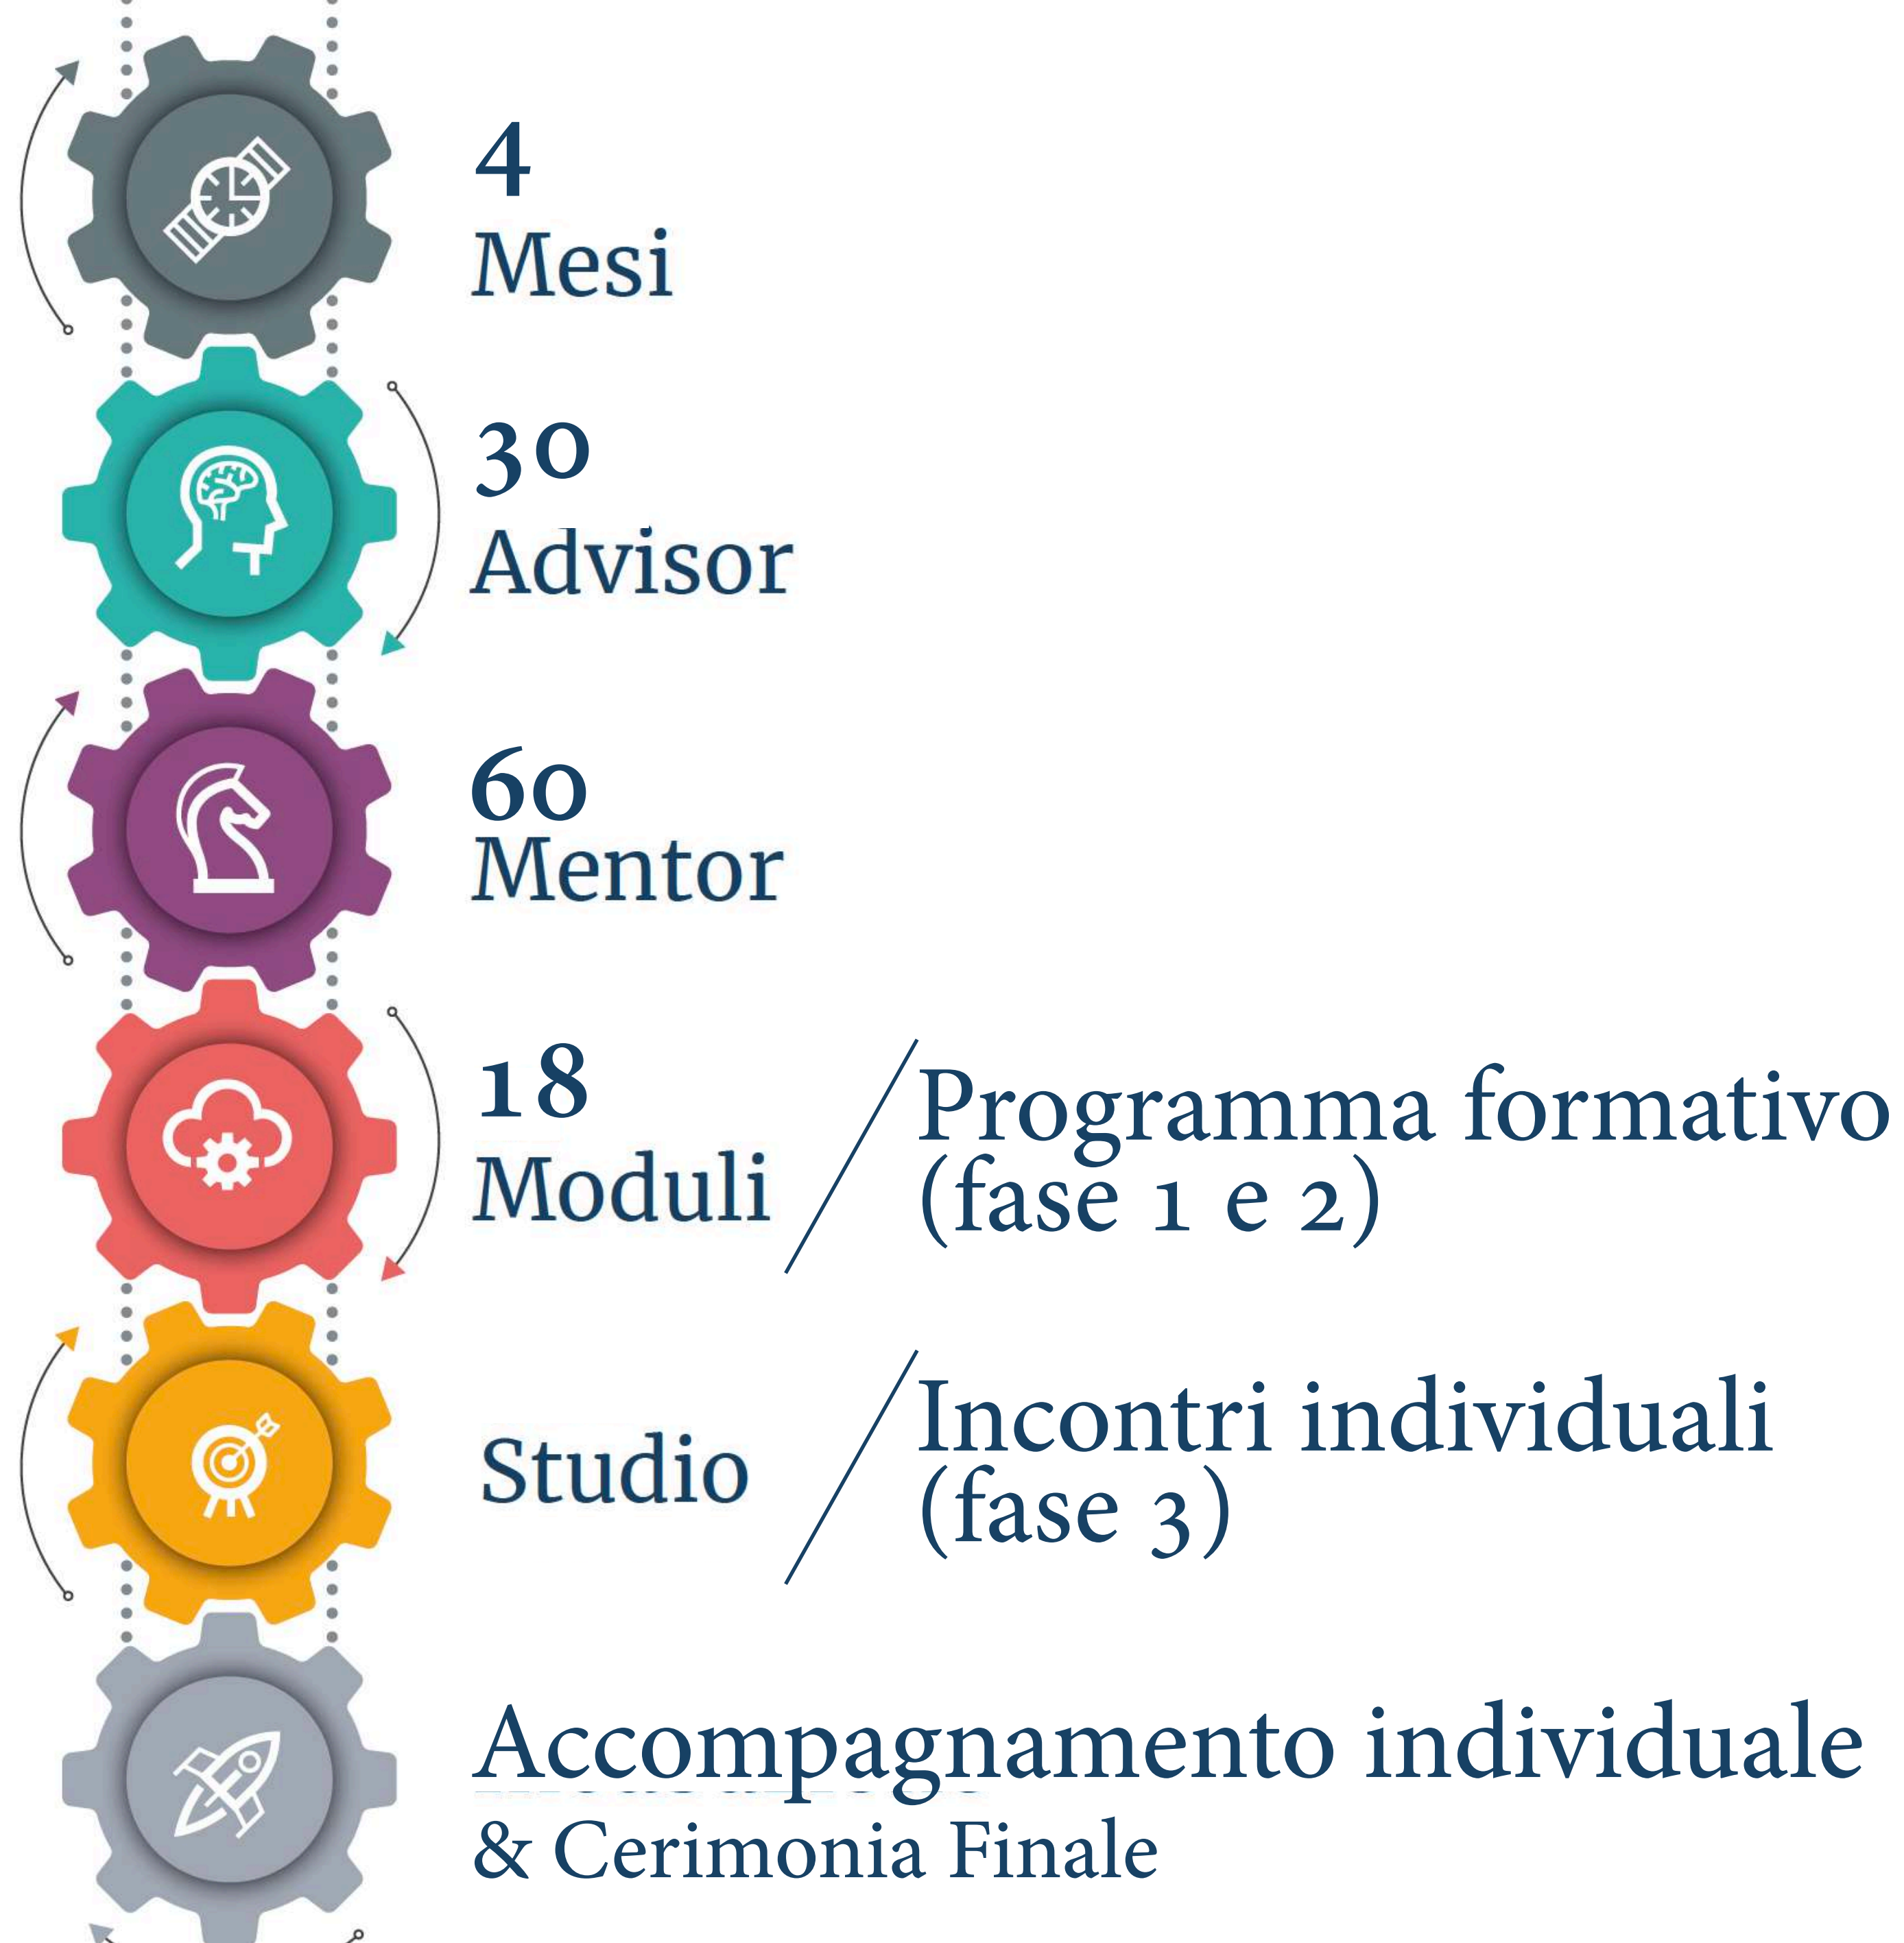 4
Mesi
30
Advisor
60
Mentor
18
Moduli
Programma formativo
(fase 1 e 2)
Studio
Incontri individuali
(fase 3)
Accompagnamento individuale
& Cerimonia Finale